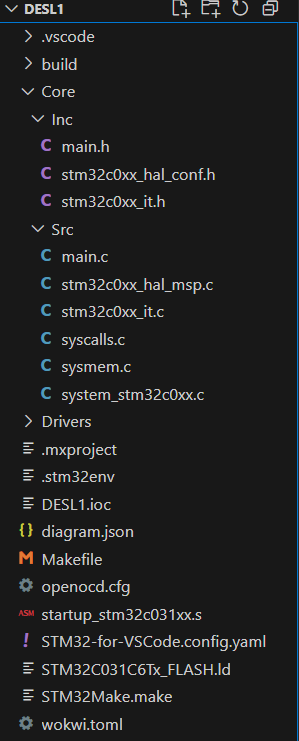 DESL1
.vscode
build
Core
Inc
C main.h
C stm32c0xx_hal_conf.h
C stm32c0xx_it.h
Src
C main.c
C stm32c0xx_hal_msp.c
C stm32c0xx_it.c
C syscalls.c
C sysmem.c
C system_stm32c0xx.c
Drivers
.mxproject
.stm32env
DESL1.ioc
{} diagram.json
M Makefile
openocd.cfg
ASM startup_stm32c031xx.s
! STM32-for-VSCode.config.yaml
STM32C031C6Tx_FLASH.ld
STM32Make.make
wokwi.toml